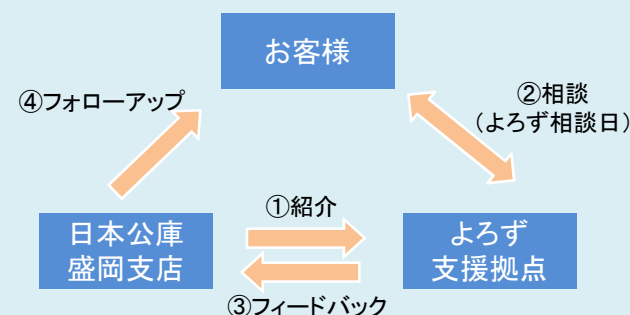 お客様
④フォローアップ
②相談
（よろず相談日）
①紹介
日本公庫
盛岡支店
よろず
支援拠点
③フィードバック